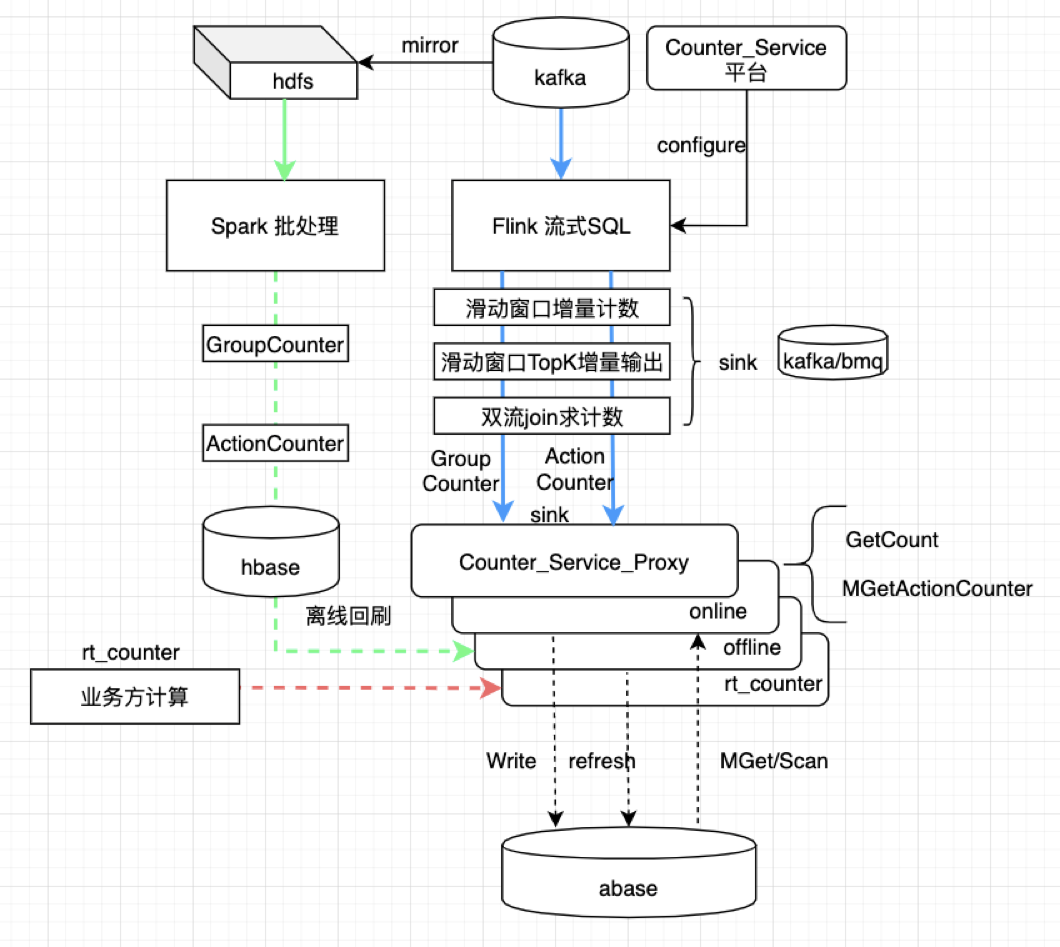 mirror
hdfs
kafka
Counter_Service
平台
configure
Spark 批处理
Flink 流式SQL
滑动窗口增量计数
GroupCounter
滑动窗口TopK增量输出
sink
kafka/bmq
双流join求计数
ActionCounter
Group
Counter
Action
Counter
sink
hbase
Counter_Service_Proxy
GetCount
MGetActionCounter
online
离线回刷
offline
rt_counter
rt_counter
业务方计算
Write
refresh
MGet/Scan
abase